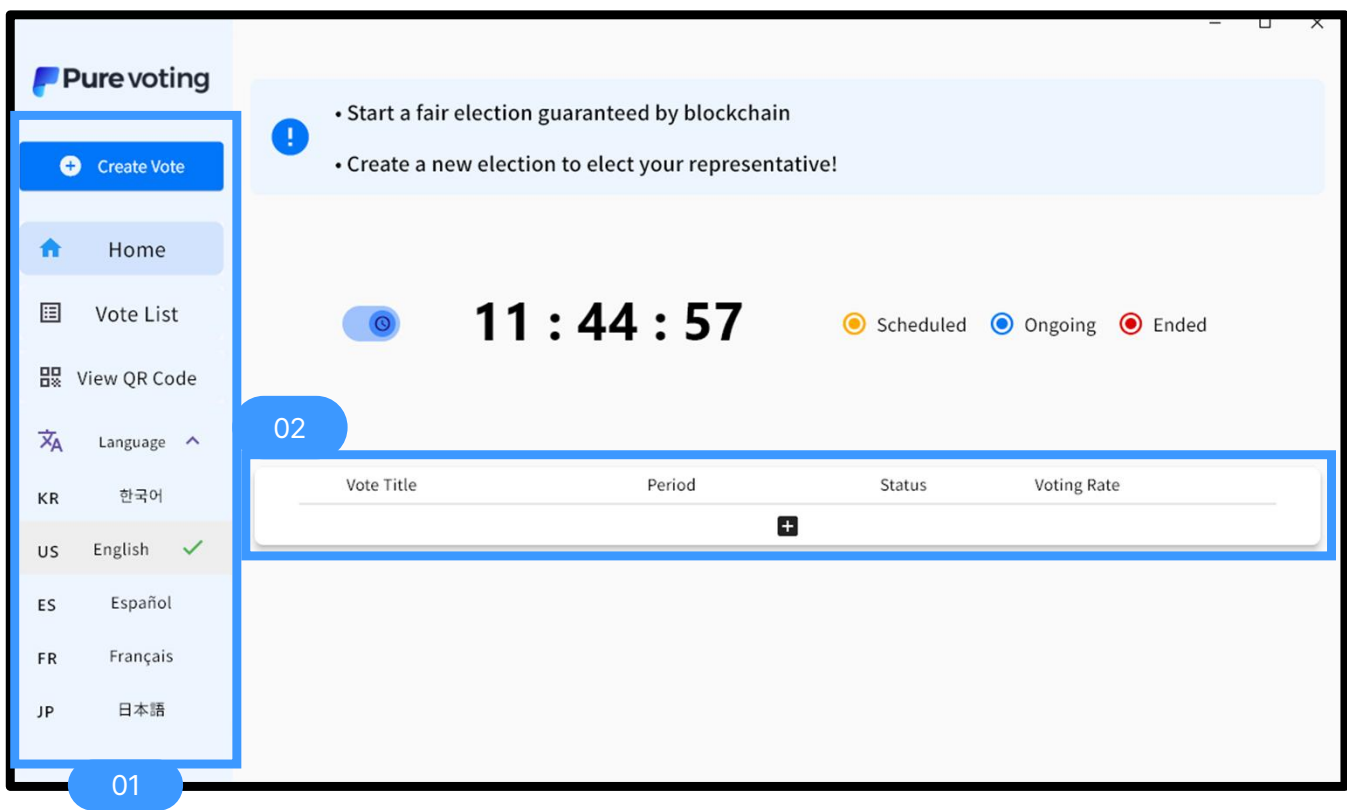 Pure voting
• Start a fair election guaranteed by blockchain
• Create a new election to elect your representative!
Create Vote
Home
Vote List
View QR Code
Language
KR 한국어
US English
ES Español
FR Français
JP 日本語
01
11 : 44 : 57
Scheduled Ongoing Ended
02
Vote Title Period Status Voting Rate